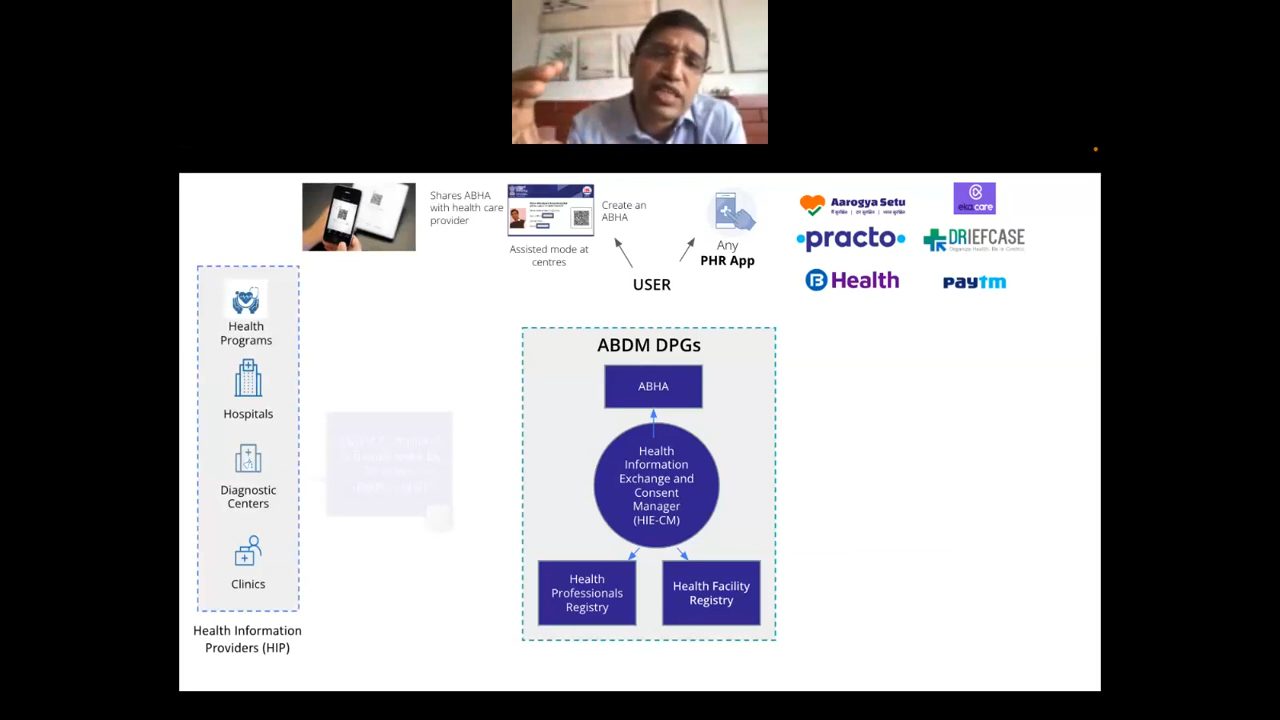 Shares ABHA
with health care
provider
Create an
ABHA
Assisted mode at
centres
Any
PHR App
USER
Aarogya Setu
eka.care
practo
DRIEFCASE
B Health
paytm
Health
Programs
Hospitals
Diagnostic
Centers
Clinics
Health Information
Providers (HIP)
ABDM DPGs
ABHA
Health
Information
Exchange and
Consent
Manager
(HIE-CM)
Health
Professionals
Registry
Health Facility
Registry